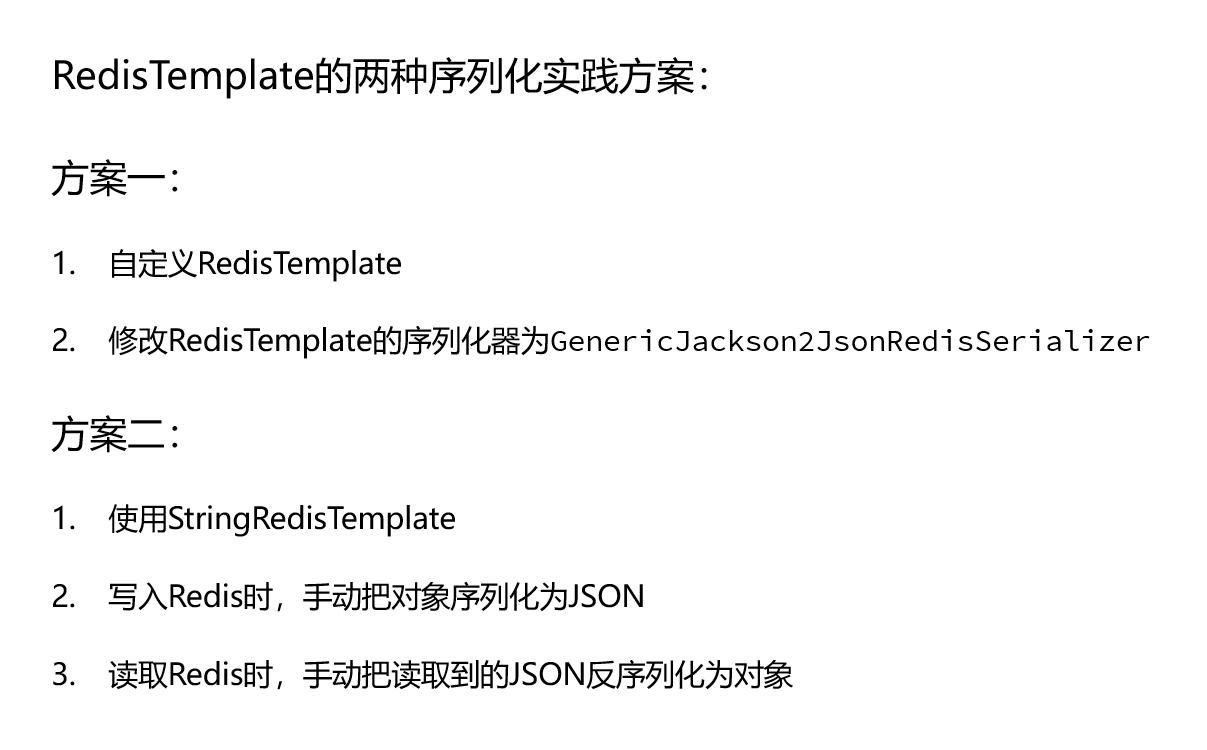 RedisTemplate的两种序列化实践方案：
方案一：
1. 自定义RedisTemplate
2. 修改RedisTemplate的序列化器为GenericJackson2JsonRedisSerializer
方案二：
1. 使用StringRedisTemplate
2. 写入Redis时，手动把对象序列化为JSON
3. 读取Redis时，手动把读取到的JSON反序列化为对象